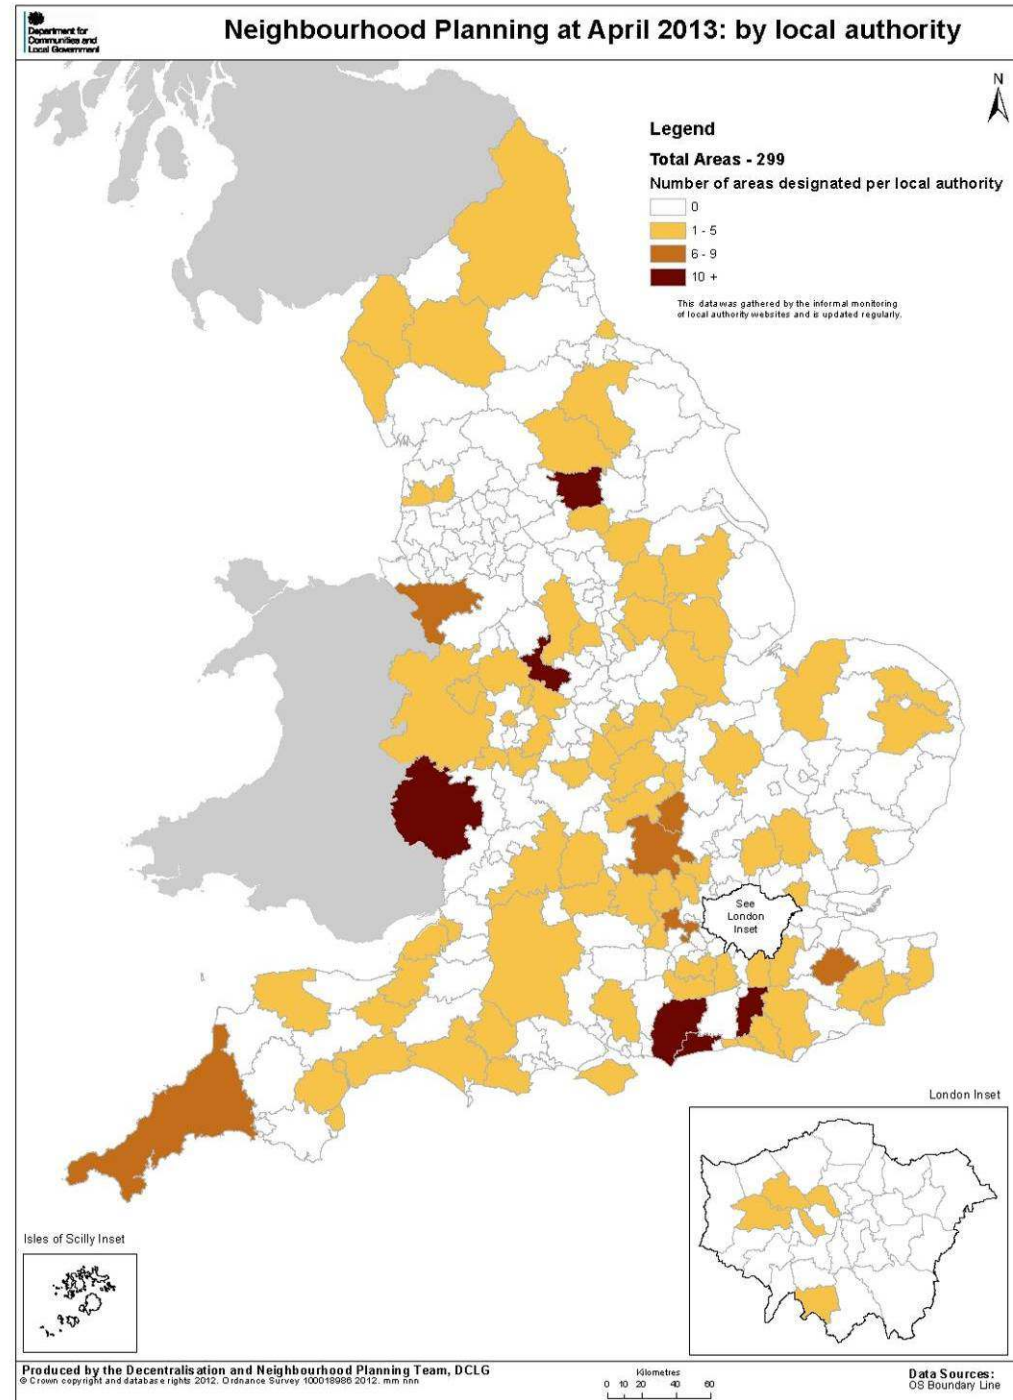 Department for
Communities and
Local Government
Neighbourhood Planning at April 2013: by local authority
N
Legend
Total Areas - 299
Number of areas designated per local authority
0
1 - 5
6 - 9
10 +
This data was gathered by the informal monitoring
of local authority websites and is updated regularly.
See
London
Inset
London Inset
Isles of Scilly Inset
Produced by the Decentralisation and Neighbourhood Planning Team, DCLG
© Crown copyright and database rights 2012. Ordnance Survey 100018986 2012. mm nnn
Kilometres
0 10 20 40 60
Data Sources:
OS Boundary Line